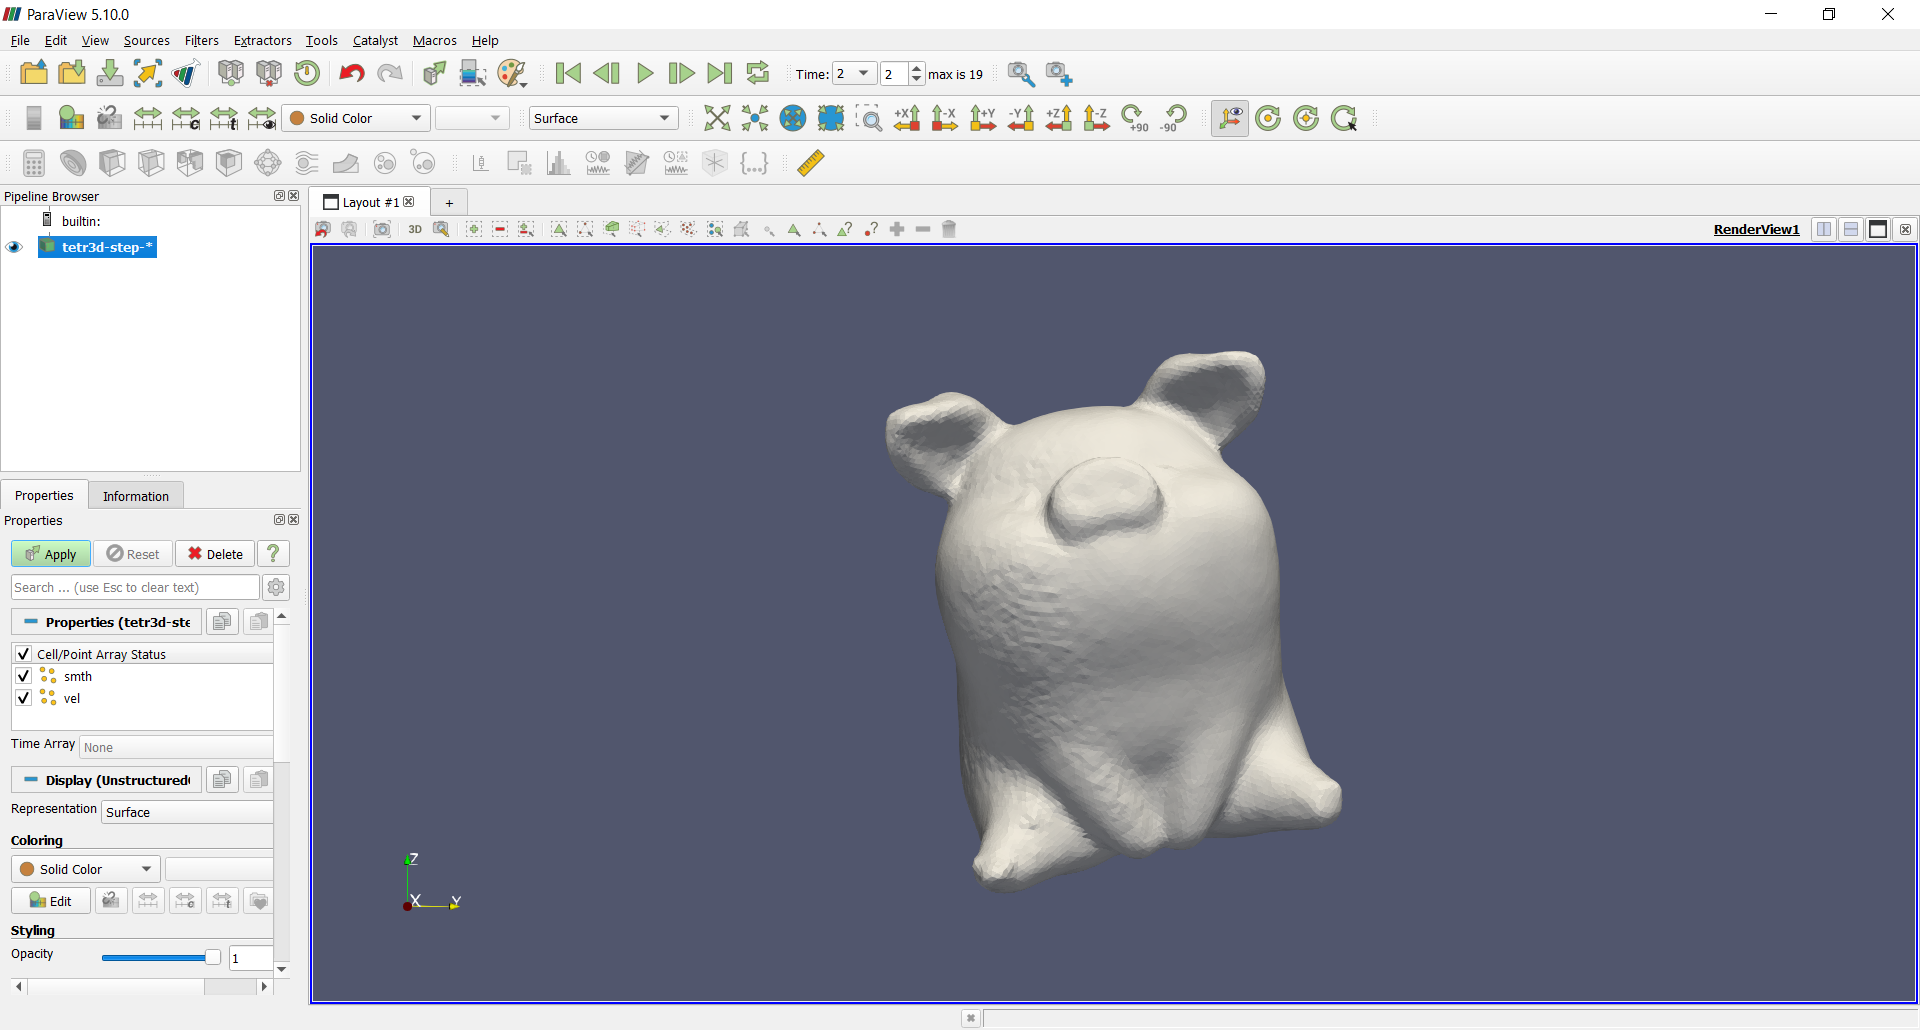 ParaView 5.10.0
File Edit View Sources Filters Extractors Tools Catalyst Macros Help
Time: 2 2 max is 19
Solid Color Surface +X -X +Y -Y +Z -Z +90 -90
Pipeline Browser
Layout #1 +
builtin:
3D RenderView1
tetr3d-step-*
Properties Information
Properties
Apply Reset Delete ?
Search ... (use Esc to clear text)
Properties (tetr3d-ste
Cell/Point Array Status
smth
vel
Time Array None
Display (Unstructured
Representation Surface
Coloring
Solid Color
Edit
Styling
Opacity 1
Z
X Y